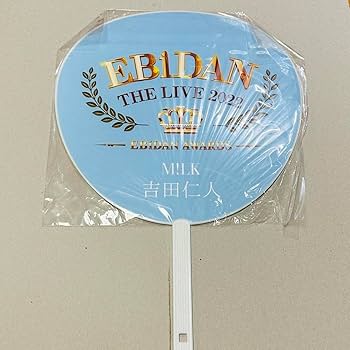 EBiDAN
THE LIVE 2022
EBIDAN AWARDS
M!LK
吉田仁人